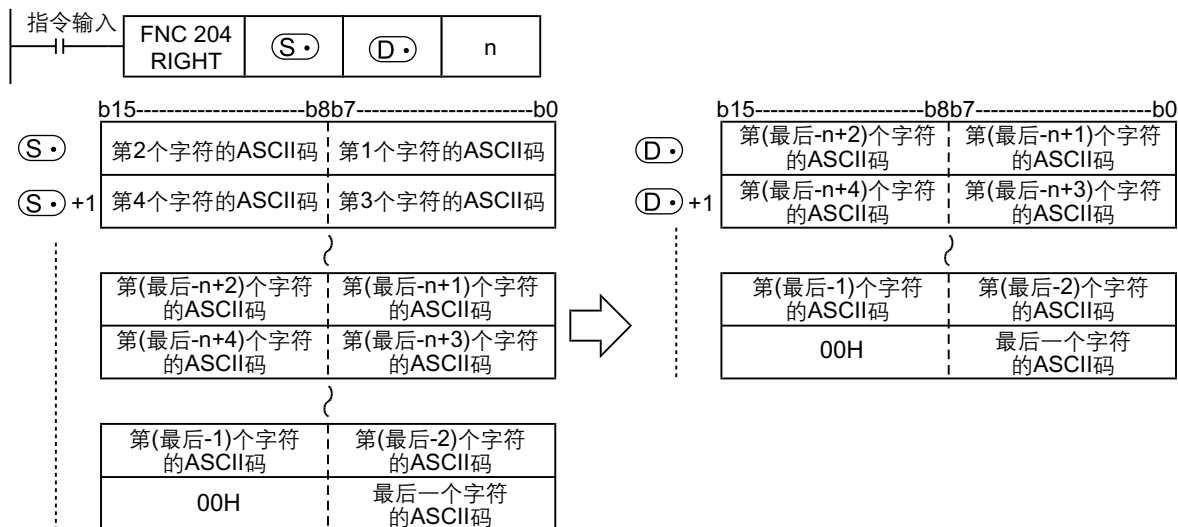 指令输入
FNC 204
RIGHT
S·
D·
n
b15-----------------------b8b7------------------------b0
S·
第2个字符的ASCII码
第1个字符的ASCII码
S·+1
第4个字符的ASCII码
第3个字符的ASCII码
第(最后-n+2)个字符
的ASCII码
第(最后-n+1)个字符
的ASCII码
第(最后-n+4)个字符
的ASCII码
第(最后-n+3)个字符
的ASCII码
第(最后-1)个字符
的ASCII码
第(最后-2)个字符
的ASCII码
00H
最后一个字符
的ASCII码
b15-----------------------b8b7------------------------b0
D·
第(最后-n+2)个字符
的ASCII码
第(最后-n+1)个字符
的ASCII码
D·+1
第(最后-n+4)个字符
的ASCII码
第(最后-n+3)个字符
的ASCII码
第(最后-1)个字符
的ASCII码
第(最后-2)个字符
的ASCII码
00H
最后一个字符
的ASCII码